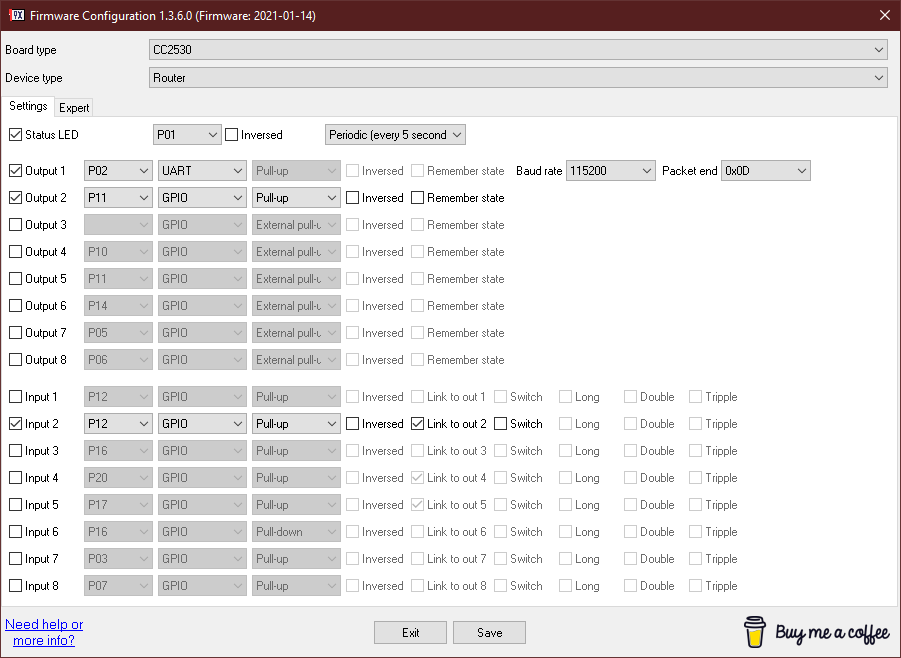 Firmware Configuration 1.3.6.0 (Firmware: 2021-01-14)
Board type CC2530
Device type Router
Settings Expert
Status LED P01 Inversed Periodic (every 5 second
Output 1 P02 UART Pull-up Inversed Remember state Baud rate 115200 Packet end 0x0D
Output 2 P11 GPIO Pull-up Inversed Remember state
Output 3 GPIO External pull-u Inversed Remember state
Output 4 P10 GPIO External pull-u Inversed Remember state
Output 5 P11 GPIO External pull-u Inversed Remember state
Output 6 P14 GPIO External pull-u Inversed Remember state
Output 7 P05 GPIO External pull-u Inversed Remember state
Output 8 P06 GPIO External pull-u Inversed Remember state
Input 1 P12 GPIO Pull-up Inversed Link to out 1 Switch Long Double Tripple
Input 2 P12 GPIO Pull-up Inversed Link to out 2 Switch Long Double Tripple
Input 3 P16 GPIO Pull-up Inversed Link to out 3 Switch Long Double Tripple
Input 4 P20 GPIO Pull-up Inversed Link to out 4 Switch Long Double Tripple
Input 5 P17 GPIO Pull-up Inversed Link to out 5 Switch Long Double Tripple
Input 6 P16 GPIO Pull-down Inversed Link to out 6 Switch Long Double Tripple
Input 7 P03 GPIO Pull-up Inversed Link to out 7 Switch Long Double Tripple
Input 8 P07 GPIO Pull-up Inversed Link to out 8 Switch Long Double Tripple
Need help or
more info?
Exit Save
Buy me a coffee